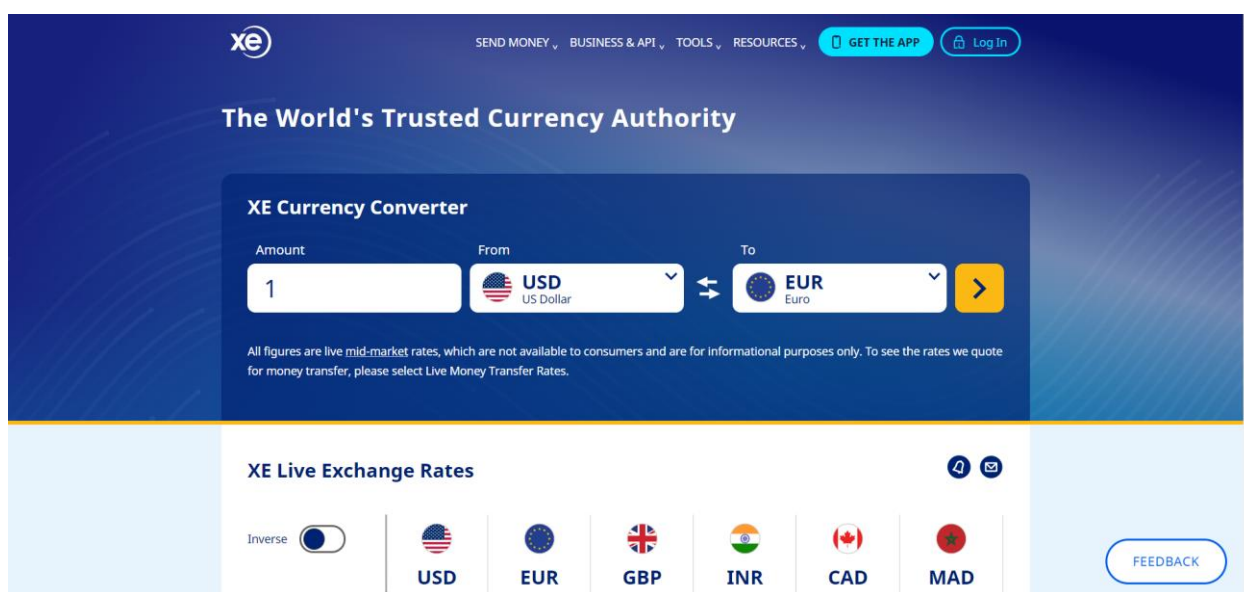 xe
SEND MONEY BUSINESS & API TOOLS RESOURCES GET THE APP Log In
The World's Trusted Currency Authority
XE Currency Converter
Amount From To
1 USD EUR
US Dollar Euro
All figures are live mid-market rates, which are not available to consumers and are for informational purposes only. To see the rates we quote
for money transfer, please select Live Money Transfer Rates.
XE Live Exchange Rates
Inverse
USD EUR GBP INR CAD MAD
FEEDBACK